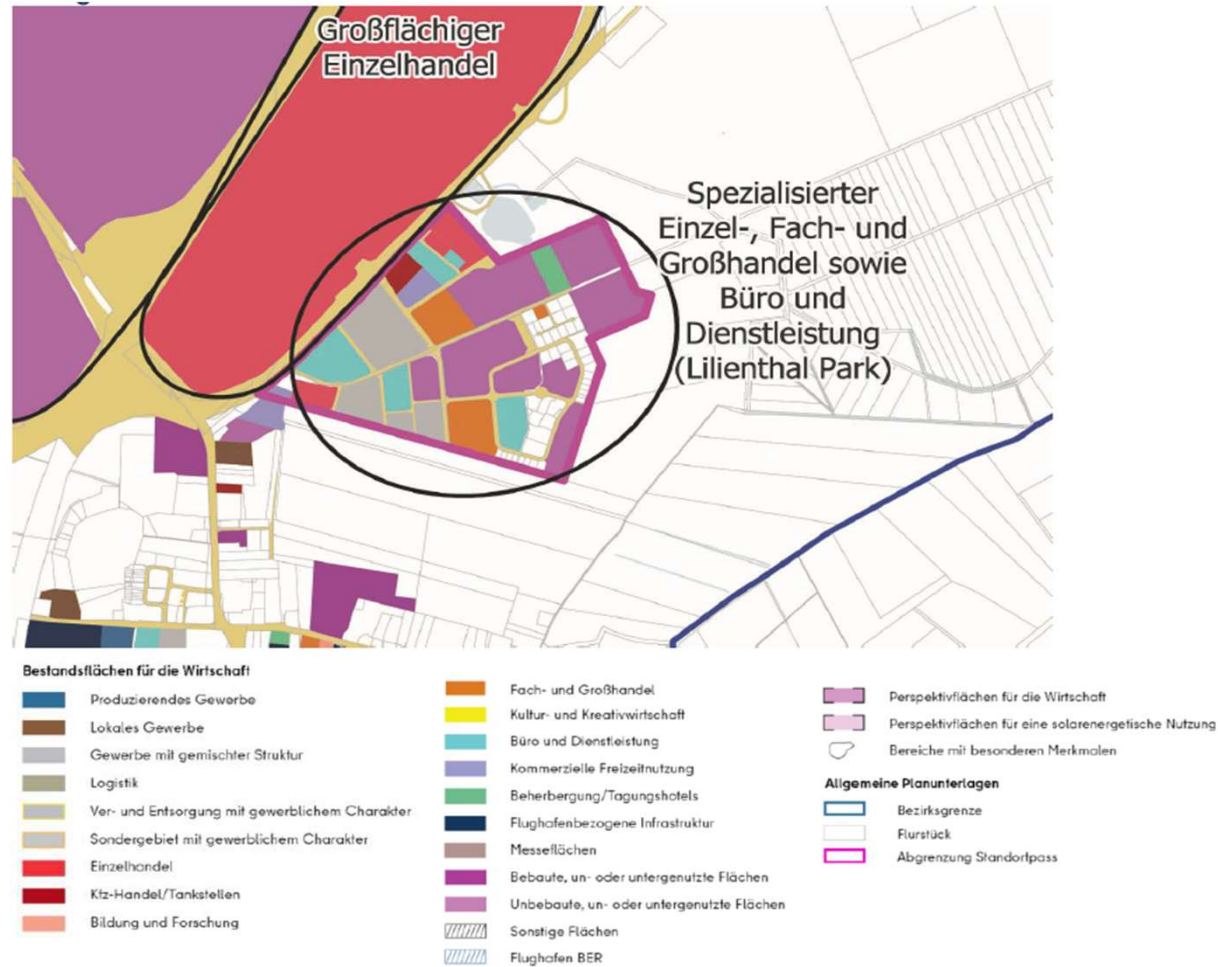 Großflächiger
Einzelhandel
Spezialisierter
Einzel-, Fach- und
Großhandel sowie
Büro und
Dienstleistung
(Lilienthal Park)
Bestandsflächen für die Wirtschaft
Produzierendes Gewerbe
Lokales Gewerbe
Gewerbe mit gemischter Struktur
Logistik
Ver- und Entsorgung mit gewerblichem Charakter
Sondergebiet mit gewerblichem Charakter
Einzelhandel
Kfz-Handel/Tankstellen
Bildung und Forschung
Fach- und Großhandel
Kultur- und Kreativwirtschaft
Büro und Dienstleistung
Kommerzielle Freizeitnutzung
Beherbergung/Tagungshotels
Flughafenbezogene Infrastruktur
Messeflächen
Bebaute, un- oder untergenutzte Flächen
Unbebaute, un- oder untergenutzte Flächen
Sonstige Flächen
Flughafen BER
Perspektivflächen für die Wirtschaft
Perspektivflächen für eine solarenergetische Nutzung
Bereiche mit besonderen Merkmalen
Allgemeine Planunterlagen
Bezirksgrenze
Flurstück
Abgrenzung Standortpass